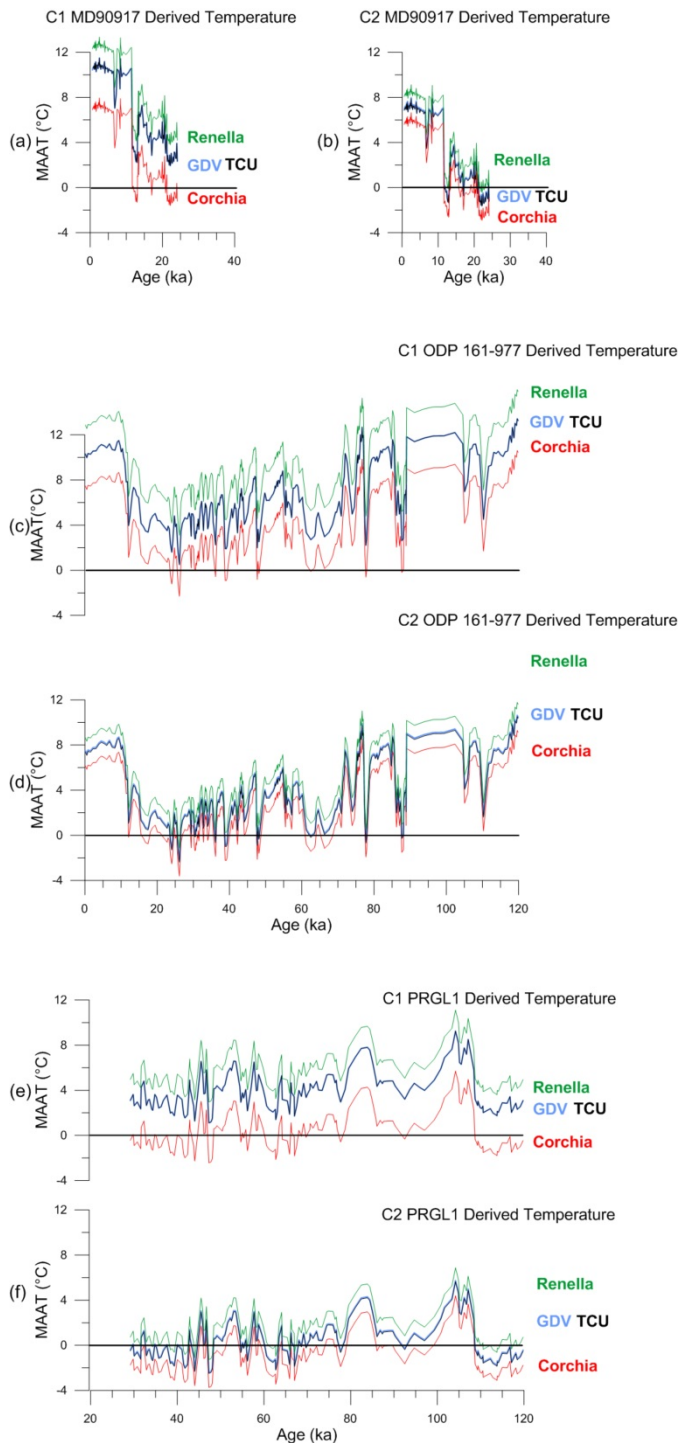 C1 MD90917 Derived Temperature
C2 MD90917 Derived Temperature
12
8
4
0
-4
MAAT (°C)
(a)
Renella
GDV TCU
Corchia
0 20 40
Age (ka)
12
8
4
0
-4
MAAT (°C)
(b)
Renella
GDV TCU
Corchia
0 10 20 30 40
Age (ka)
C1 ODP 161-977 Derived Temperature
Renella
GDV TCU
Corchia
12
8
4
0
-4
MAAT(°C)
(c)
C2 ODP 161-977 Derived Temperature
Renella
GDV TCU
Corchia
12
8
4
0
-4
MAAT(°C)
(d)
0 20 40 60 80 100 120
Age (ka)
C1 PRGL1 Derived Temperature
12
8
4
0
-4
MAAT (°C)
(e)
Renella
GDV TCU
Corchia
C2 PRGL1 Derived Temperature
12
8
4
0
-4
MAAT (°C)
(f)
Renella
GDV TCU
Corchia
20 40 60 80 100 120
Age (ka)